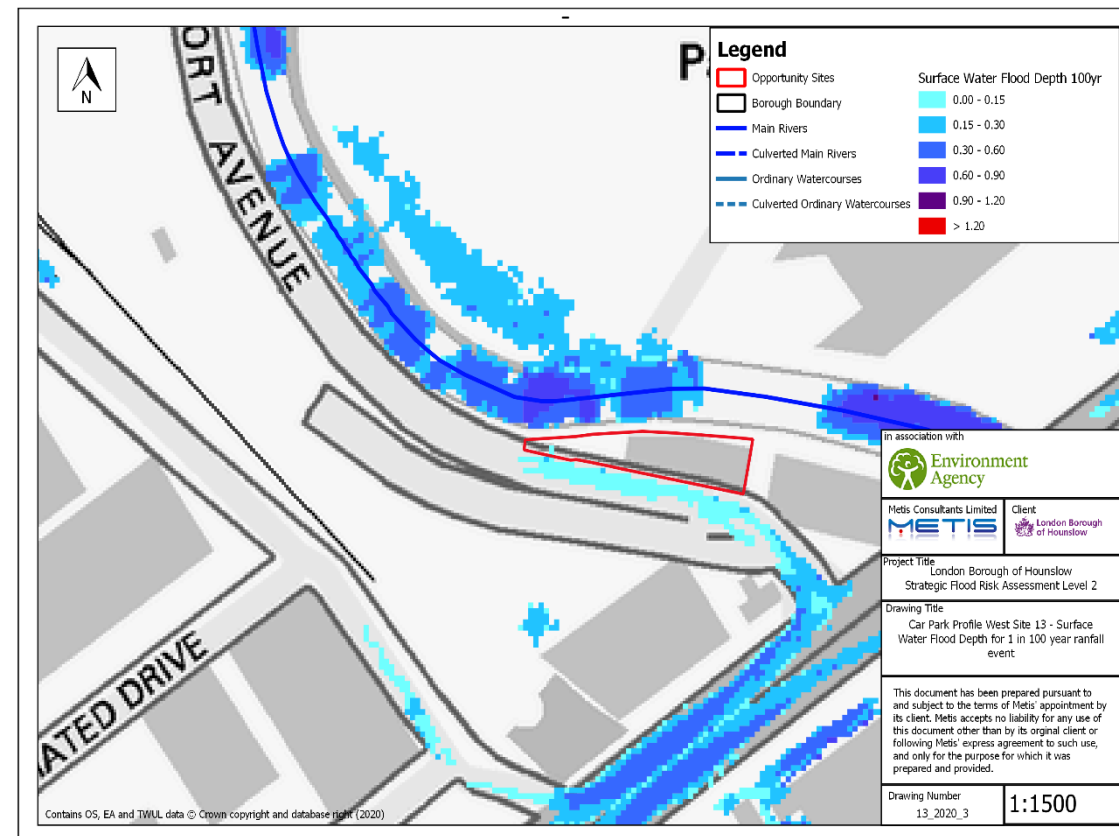 -
N
ORT AVENUE
P
Legend
Opportunity Sites
Borough Boundary
Main Rivers
Culverted Main Rivers
Ordinary Watercourses
Culverted Ordinary Watercourses
Surface Water Flood Depth 100yr
0.00 - 0.15
0.15 - 0.30
0.30 - 0.60
0.60 - 0.90
0.90 - 1.20
> 1.20
ATED DRIVE
in association with
Environment
Agency
Metis Consultants Limited
METIS
Client
London Borough
of Hounslow
Project Title
London Borough of Hounslow
Strategic Flood Risk Assessment Level 2
Drawing Title
Car Park Profile West Site 13 - Surface
Water Flood Depth for 1 in 100 year rainfall
event
This document has been prepared pursuant to
and subject to the terms of Metis' appointment by
its client. Metis accepts no liability for any use of
this document other than by its orginal client or
following Metis' express agreement to such use,
and only for the purpose for which it was
prepared and provided.
Drawing Number
13_2020_3
1:1500
Contains OS, EA and TWUL data © Crown copyright and database right (2020)